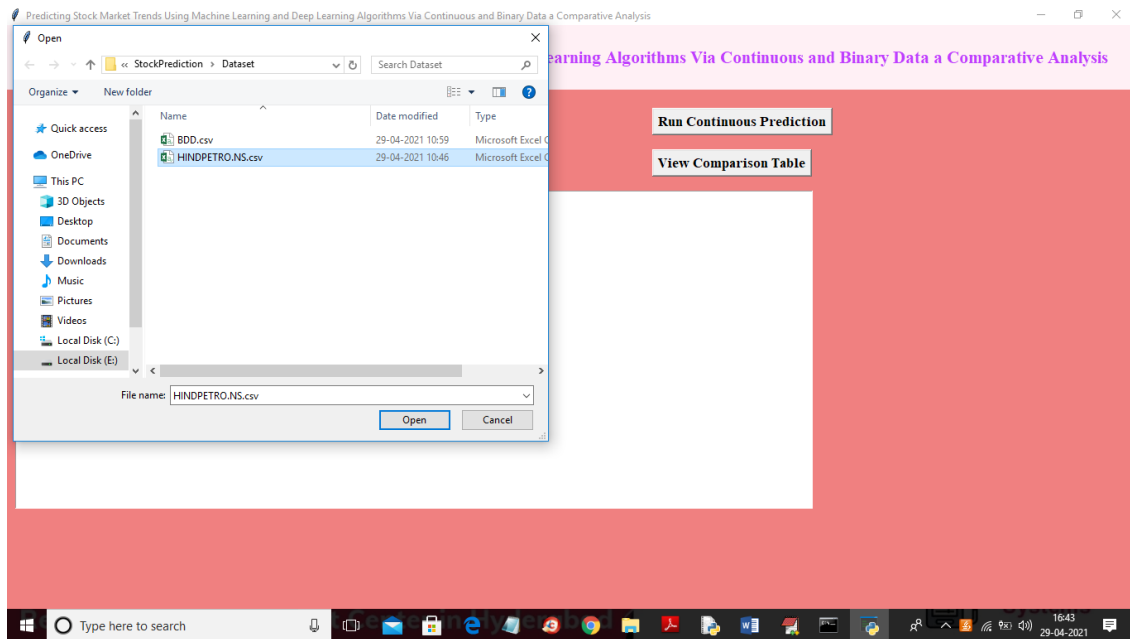 Predicting Stock Market Trends Using Machine Learning and Deep Learning Algorithms Via Continuous and Binary Data a Comparative Analysis
Open
earning Algorithms Via Continuous and Binary Data a Comparative Analysis
« StockPrediction > Dataset
Search Dataset
Organize
New folder
Name
Date modified
Type
BDD.csv
29-04-2021 10:59
Microsoft Excel C
HINDPETRO.NS.csv
29-04-2021 10:46
Microsoft Excel C
Quick access
OneDrive
This PC
3D Objects
Desktop
Documents
Downloads
Music
Pictures
Videos
Local Disk (C:)
Local Disk (E:)
File name:
HINDPETRO.NS.csv
Open
Cancel
Run Continuous Prediction
View Comparison Table
Type here to search
16:43
29-04-2021